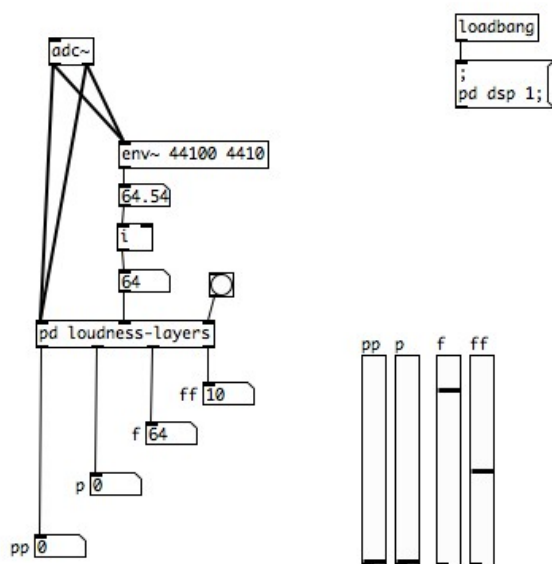 adc~
loadbang
;
pd dsp 1;
env~ 44100 4410
64.54
i
64
pd loudness-layers
pp p f ff
ff 10
f 64
p 0
pp 0